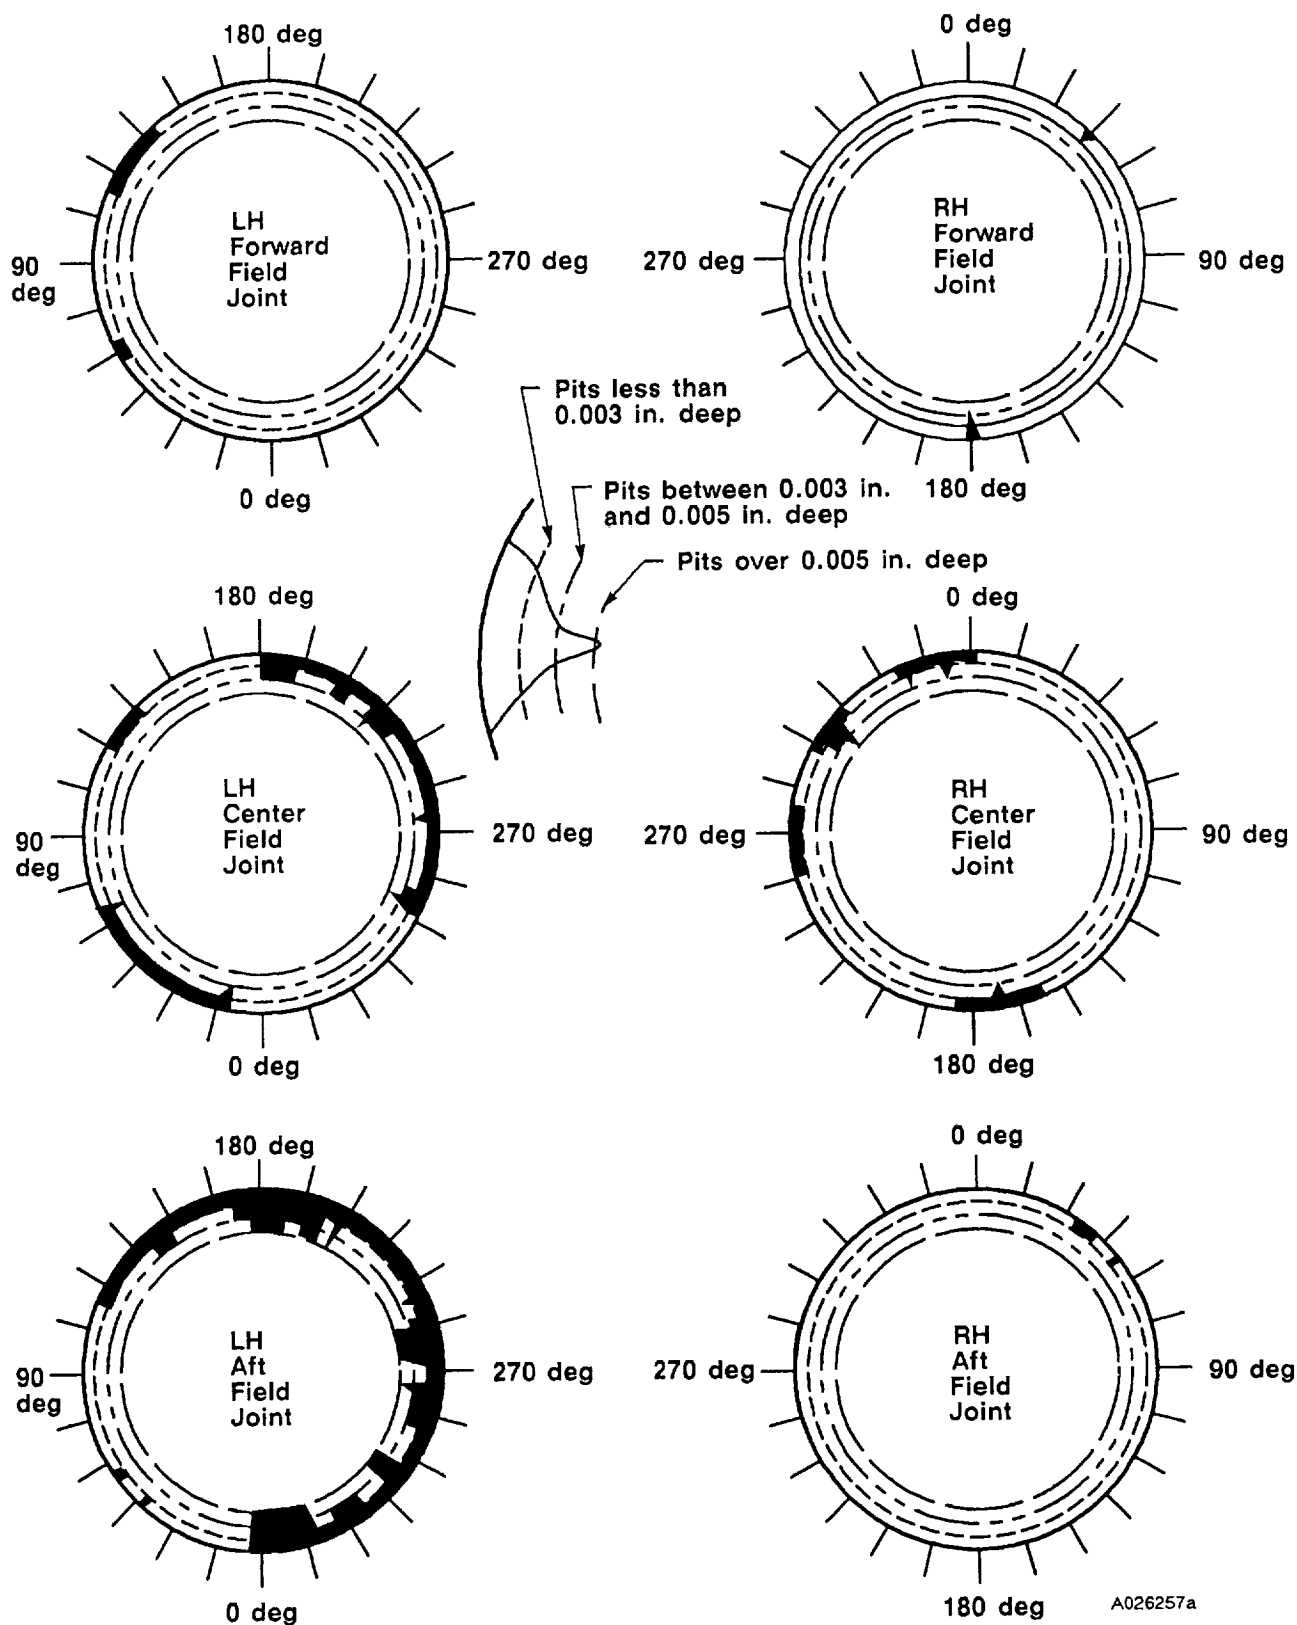 180 deg
90
deg
LH
Forward
Field
Joint
270 deg
0 deg
0 deg
270 deg
RH
Forward
Field
Joint
90 deg
180 deg
Pits less than
0.003 in. deep
Pits between 0.003 in.
and 0.005 in. deep
Pits over 0.005 in. deep
180 deg
90
deg
LH
Center
Field
Joint
270 deg
0 deg
0 deg
270 deg
RH
Center
Field
Joint
90 deg
180 deg
180 deg
90
deg
LH
Aft
Field
Joint
270 deg
0 deg
0 deg
270 deg
RH
Aft
Field
Joint
90 deg
180 deg
A026257a